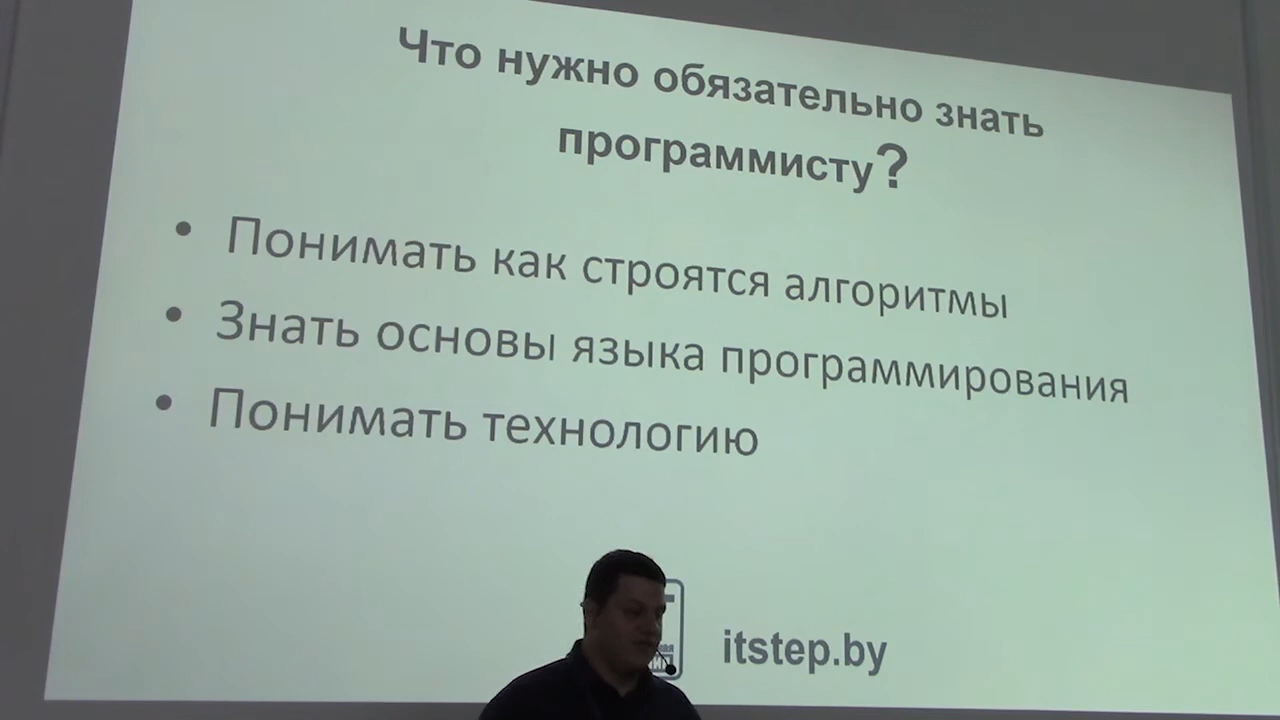 Что нужно обязательно знать
программисту?
• Понимать как строятся алгоритмы
• Знать основы языка программирования
• Понимать технологию
itstep.by